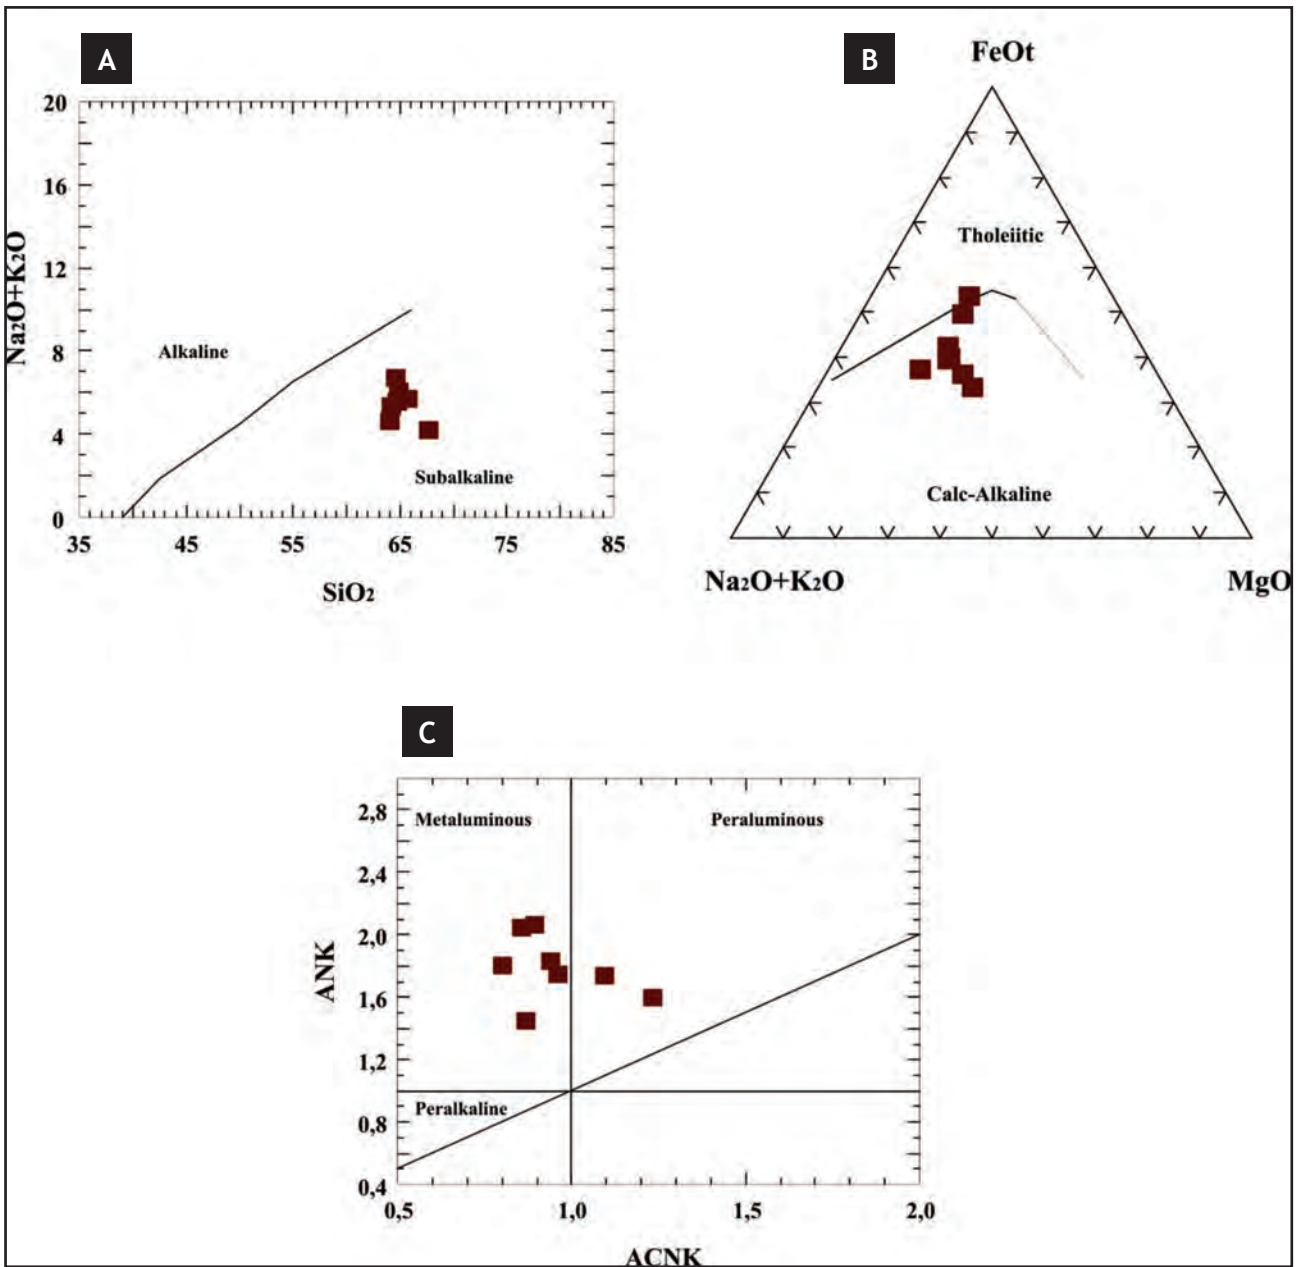 A
20
16
12
8
4
0
Na2O+K2O
Alkaline
Subalkaline
35 45 55 65 75 85
SiO2
B
FeOt
Tholeiitic
Calc-Alkaline
Na2O+K2O MgO
C
2,8
2,4
2,0
1,6
1,2
0,8
0,4
ANK
Metaluminous Peraluminous
Peralkaline
0,5 1,0 1,5 2,0
ACNK